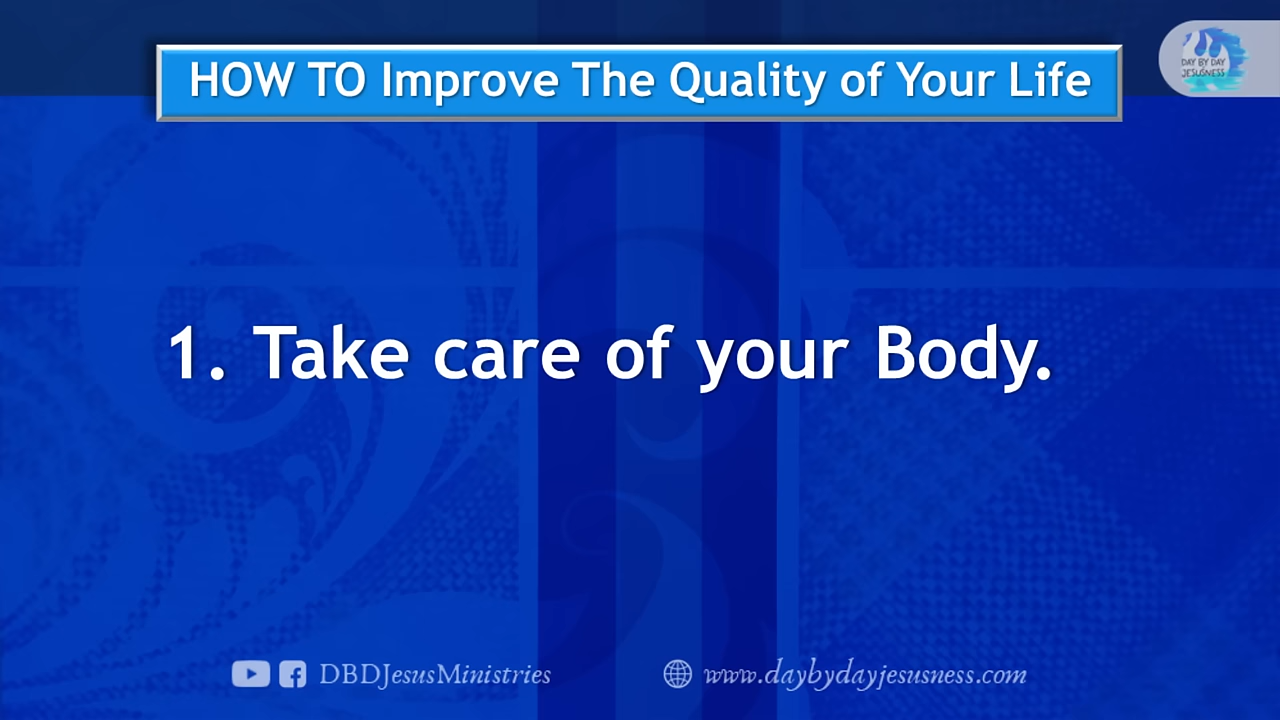 HOW TO Improve The Quality of Your Life
DAY BY DAY
JESUSNESS
1. Take care of your Body.
DBDJesusMinistries
www.daybydayjesusness.com